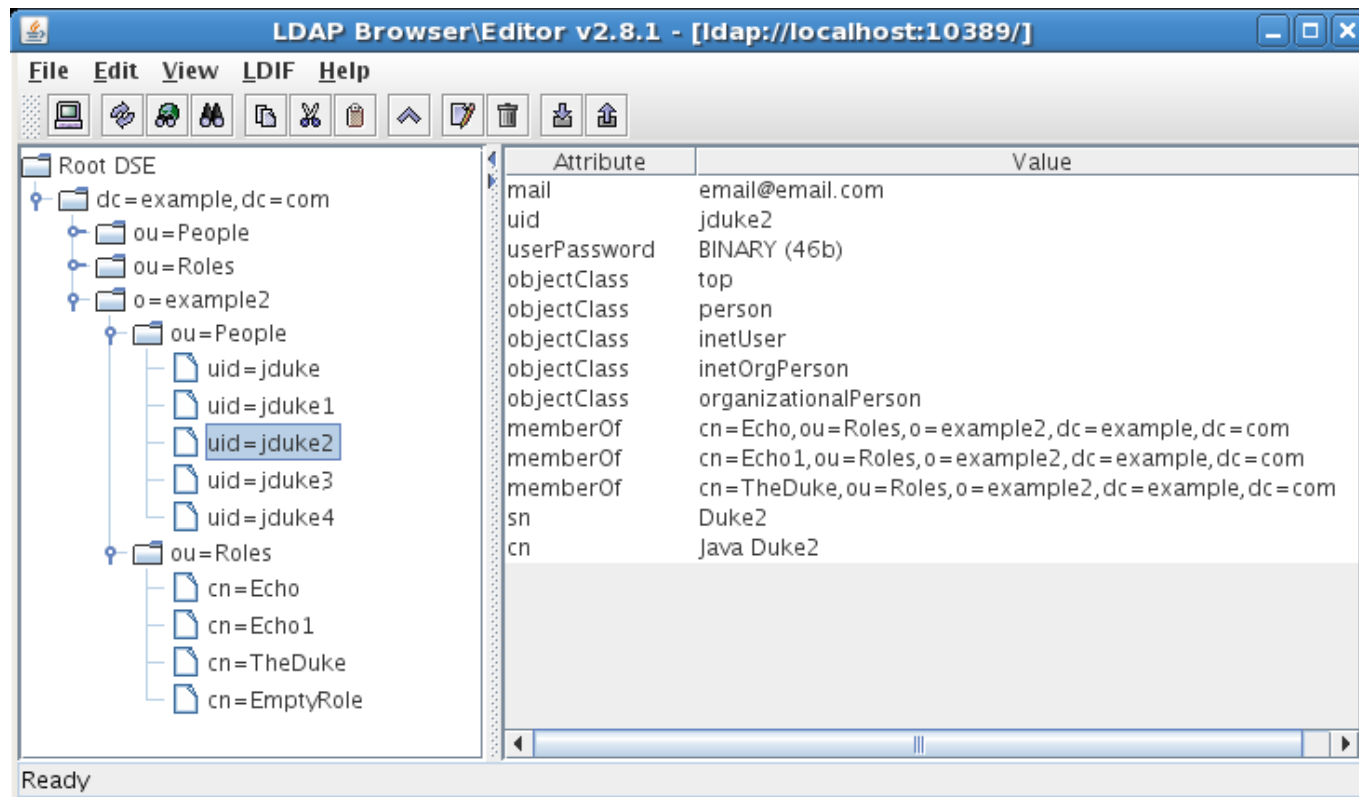 LDAP Browser\Editor v2.8.1 - [ldap://localhost:10389/]
File Edit View LDIF Help
Root DSE
dc=example,dc=com
ou=People
ou=Roles
o=example2
ou=People
uid=jduke
uid=jduke1
uid=jduke2
uid=jduke3
uid=jduke4
ou=Roles
cn=Echo
cn=Echo1
cn=TheDuke
cn=EmptyRole
Attribute Value
mail email@email.com
uid jduke2
userPassword BINARY (46b)
objectClass top
objectClass person
objectClass inetUser
objectClass inetOrgPerson
objectClass organizationalPerson
memberOf cn=Echo,ou=Roles,o=example2,dc=example,dc=com
memberOf cn=Echo1,ou=Roles,o=example2,dc=example,dc=com
memberOf cn=TheDuke,ou=Roles,o=example2,dc=example,dc=com
sn Duke2
cn Java Duke2
Ready